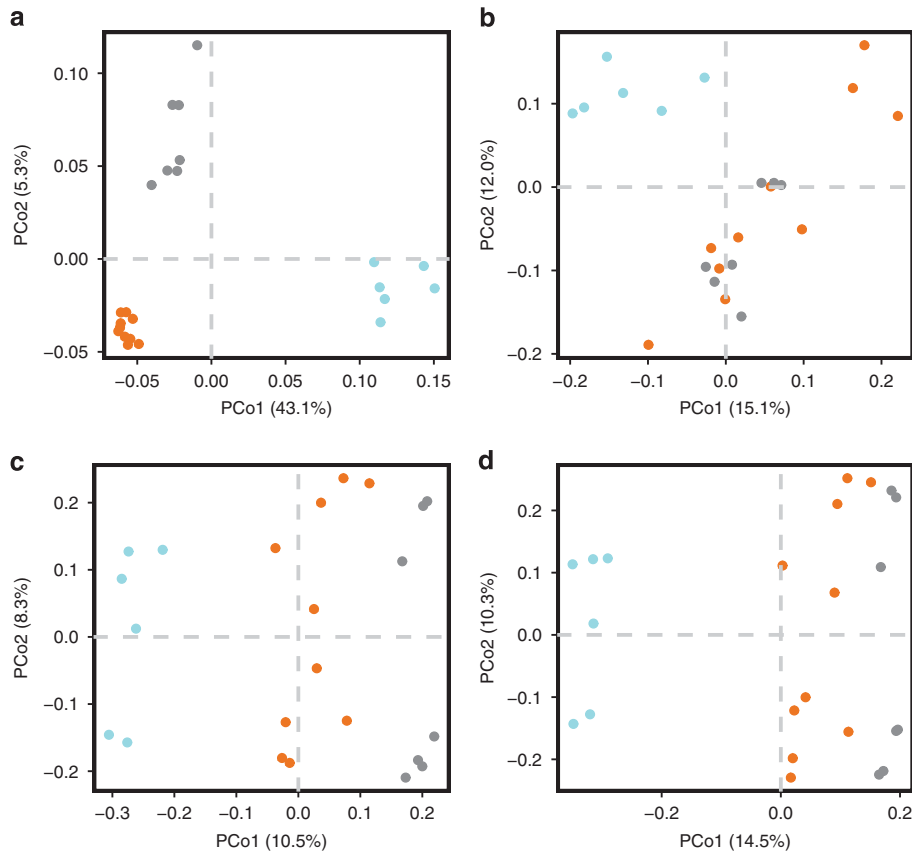 a
0.10
0.05
0.00
−0.05
PCo2 (5.3%)
−0.05 0.00 0.05 0.10 0.15
PCo1 (43.1%)
b
0.1
0.0
−0.1
−0.2
PCo2 (12.0%)
−0.2 −0.1 0.0 0.1 0.2
PCo1 (15.1%)
c
0.2
0.1
0.0
−0.1
−0.2
PCo2 (8.3%)
−0.3 −0.2 −0.1 0.0 0.1 0.2
PCo1 (10.5%)
d
0.2
0.1
0.0
−0.1
−0.2
PCo2 (10.3%)
−0.2 0.0 0.2
PCo1 (14.5%)